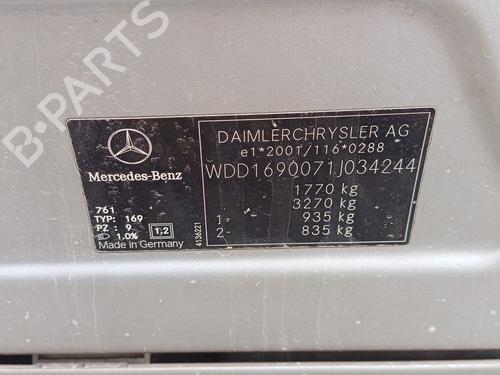 B-PARTS
Mercedes-Benz
761
TYP: 169
PZ : 9
1.0% 1,2
Made in Germany
4136221
DAIMLERCHRYSLER AG
e1*2001/116*0288
WDD1690071J034244
1770 kg
3270 kg
1- 935 kg
2- 835 kg